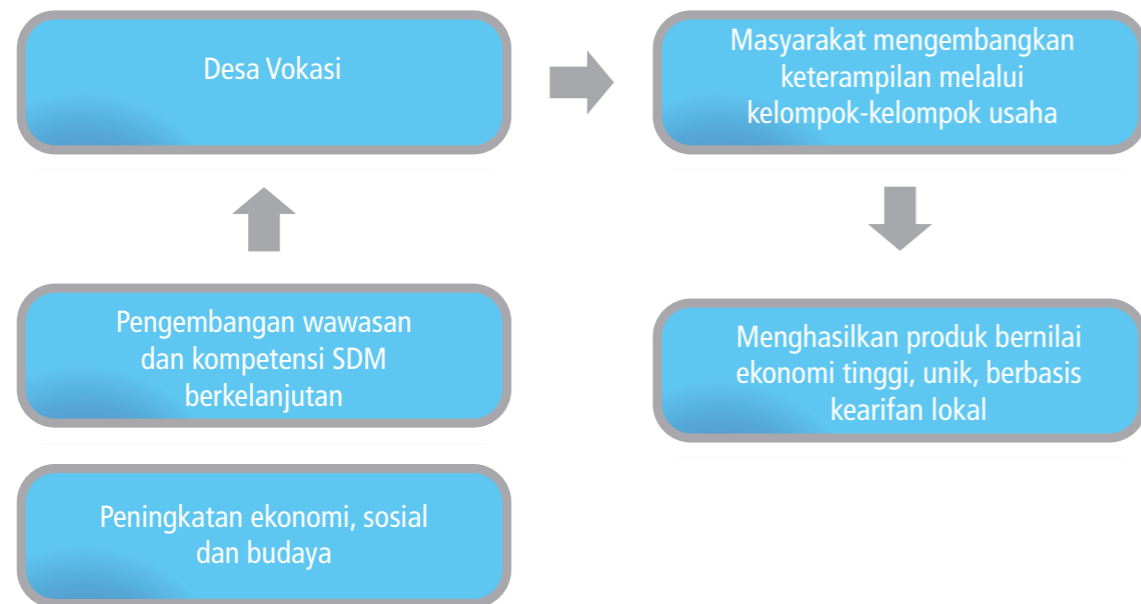 Desa Vokasi
Masyarakat mengembangkan
keterampilan melalui
kelompok-kelompok usaha
Pengembangan wawasan
dan kompetensi SDM
berkelanjutan
Menghasilkan produk bernilai
ekonomi tinggi, unik, berbasis
kearifan lokal
Peningkatan ekonomi, sosial
dan budaya